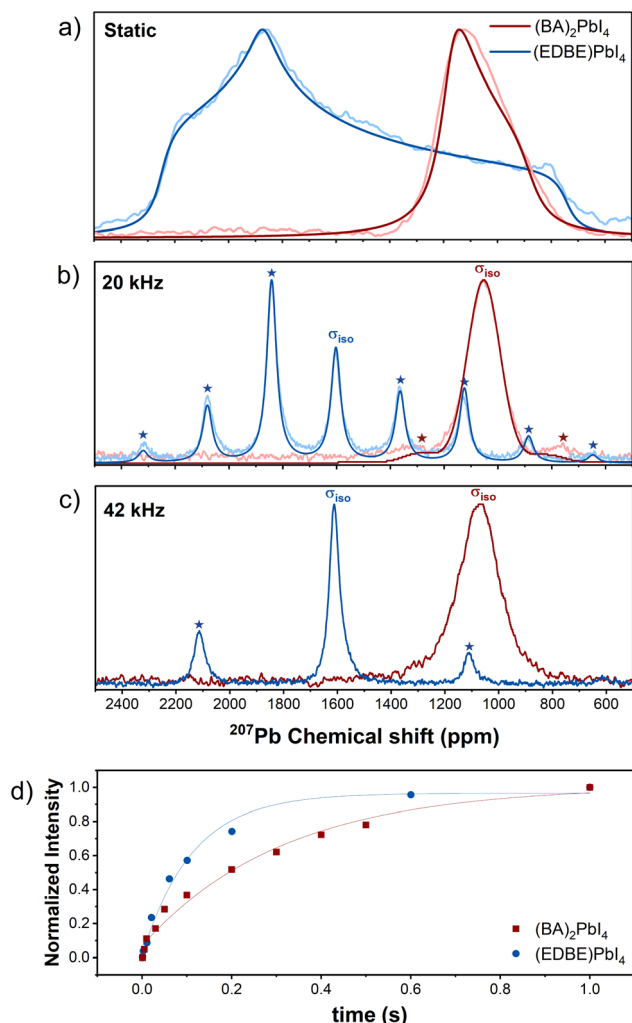 a)
Static
(BA)₂PbI₄
(EDBE)PbI₄
b)
20 kHz
σiso
σiso
c)
42 kHz
σiso
σiso
2400 2200 2000 1800 1600 1400 1200 1000 800 600
²⁰⁷Pb Chemical shift (ppm)
d)
Normalized Intensity
1.0
0.8
0.6
0.4
0.2
0.0
(BA)₂PbI₄
(EDBE)PbI₄
0.0 0.2 0.4 0.6 0.8 1.0
time (s)